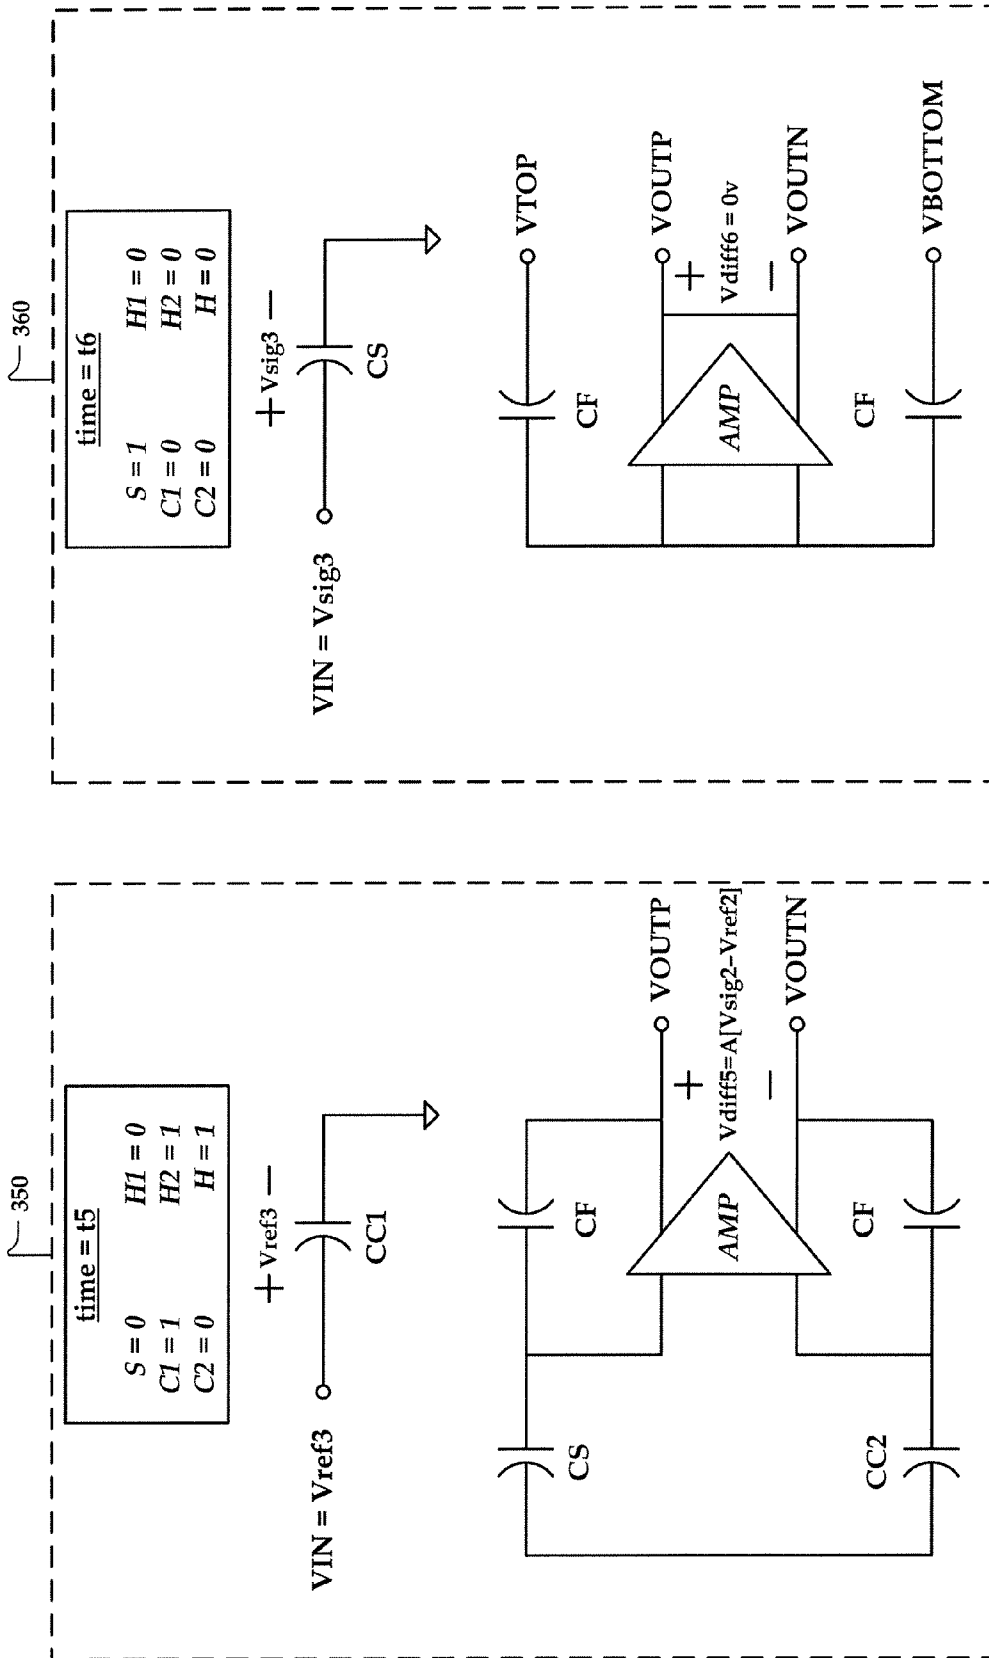 350
time = t5
S = 0 H1 = 0
C1 = 1 H2 = 1
C2 = 0 H = 1
+ Vref3 −
VIN = Vref3
CC1
CS
CF
VOUTP
+
AMP
Vdiff5=A[Vsig2−Vref2]
−
VOUTN
CC2
CF
360
time = t6
S = 1 H1 = 0
C1 = 0 H2 = 0
C2 = 0 H = 0
+ Vsig3 −
VIN = Vsig3
CS
VTOP
CF
VOUTP
+
AMP
Vdiff6 = 0v
−
VOUTN
CF
VBOTTOM